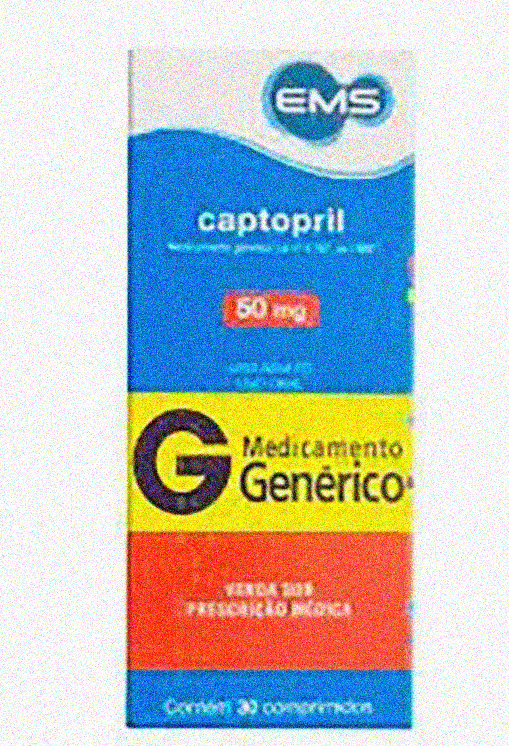 EMS
captopril
50 mg
G
Medicamento
Genérico
VENDA SOB
PRESCRIÇÃO MÉDICA
Contém 30 comprimidos